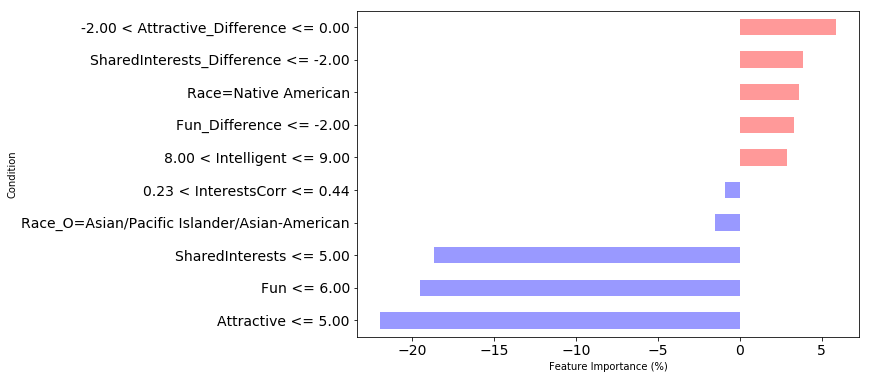 -2.00 < Attractive_Difference <= 0.00
SharedInterests_Difference <= -2.00
Race=Native American
Fun_Difference <= -2.00
8.00 < Intelligent <= 9.00
0.23 < InterestsCorr <= 0.44
Race_O=Asian/Pacific Islander/Asian-American
SharedInterests <= 5.00
Fun <= 6.00
Attractive <= 5.00
Condition
−20 −15 −10 −5 0 5
Feature Importance (%)